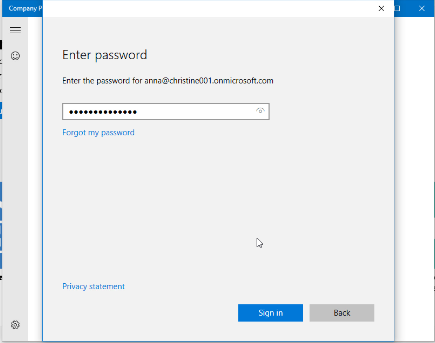 Company P
Enter password
Enter the password for anna@christine001.onmicrosoft.com
••••••••••••••
Forgot my password
Privacy statement
Sign in
Back